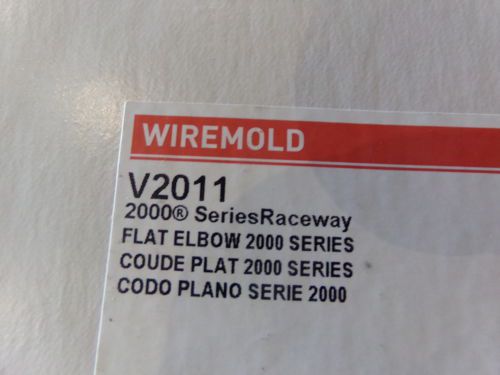 WIREMOLD
V2011
2000® SeriesRaceway
FLAT ELBOW 2000 SERIES
COUDE PLAT 2000 SERIES
CODO PLANO SERIE 2000